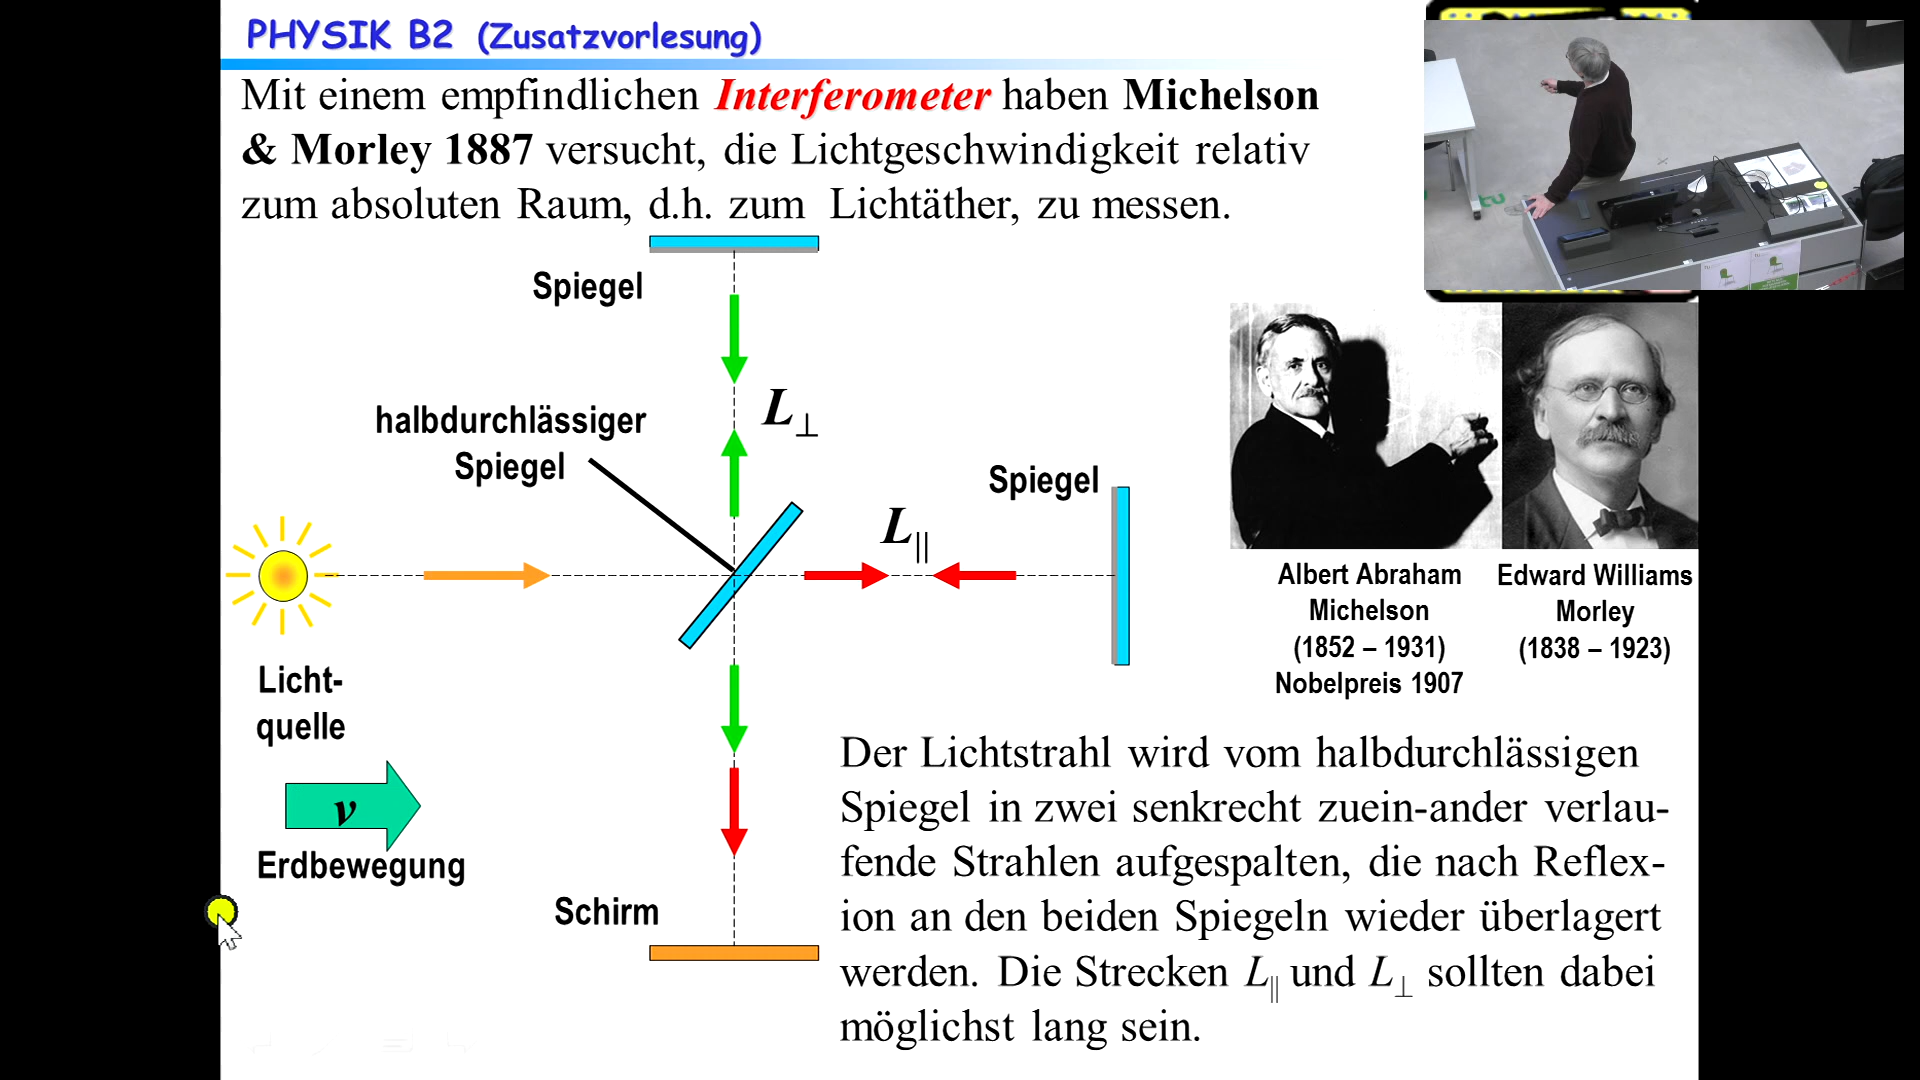 PHYSIK B2 (Zusatzvorlesung)
Mit einem empfindlichen Interferometer haben Michelson
& Morley 1887 versucht, die Lichtgeschwindigkeit relativ
zum absoluten Raum, d.h. zum Lichtäther, zu messen.
Spiegel
L⊥
halbdurchlässiger
Spiegel
Spiegel
L||
Licht-
quelle
v
Erdbewegung
Schirm
Albert Abraham
Michelson
(1852 – 1931)
Nobelpreis 1907
Edward Williams
Morley
(1838 – 1923)
Der Lichtstrahl wird vom halbdurchlässigen
Spiegel in zwei senkrecht zuein-ander verlau-
fende Strahlen aufgespalten, die nach Reflex-
ion an den beiden Spiegeln wieder überlagert
werden. Die Strecken L|| und L⊥ sollten dabei
möglichst lang sein.